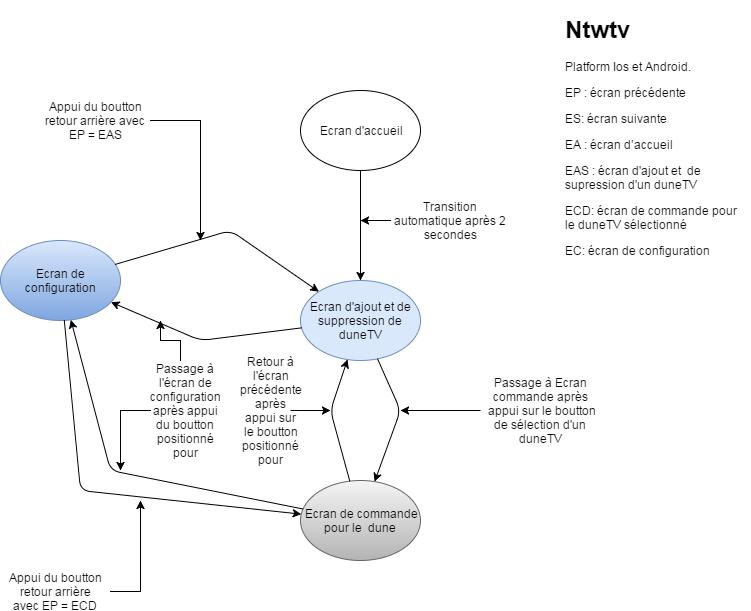 Ntwtv
Platform Ios et Android.
EP : écran précédente
ES: écran suivante
EA : écran d'accueil
EAS : écran d'ajout et de
supression d'un duneTV
ECD: écran de commande pour
le duneTV sélectionné
EC: écran de configuration
Appui du boutton
retour arrière avec
EP = EAS
Ecran d'accueil
Transition
automatique après 2
secondes
Ecran de
configuration
Ecran d'ajout et de
suppression de
duneTV
Passage à
l'écran de
configuration
après appui
du bouton
positionné
pour
Retour à
l'écran
précédente
après
appui sur
le bouton
positionné
pour
Passage à Ecran
commande après
appui sur le boutton
de sélection d'un
duneTV
Ecran de commande
pour le dune
Appui du boutton
retour arrière
avec EP = ECD